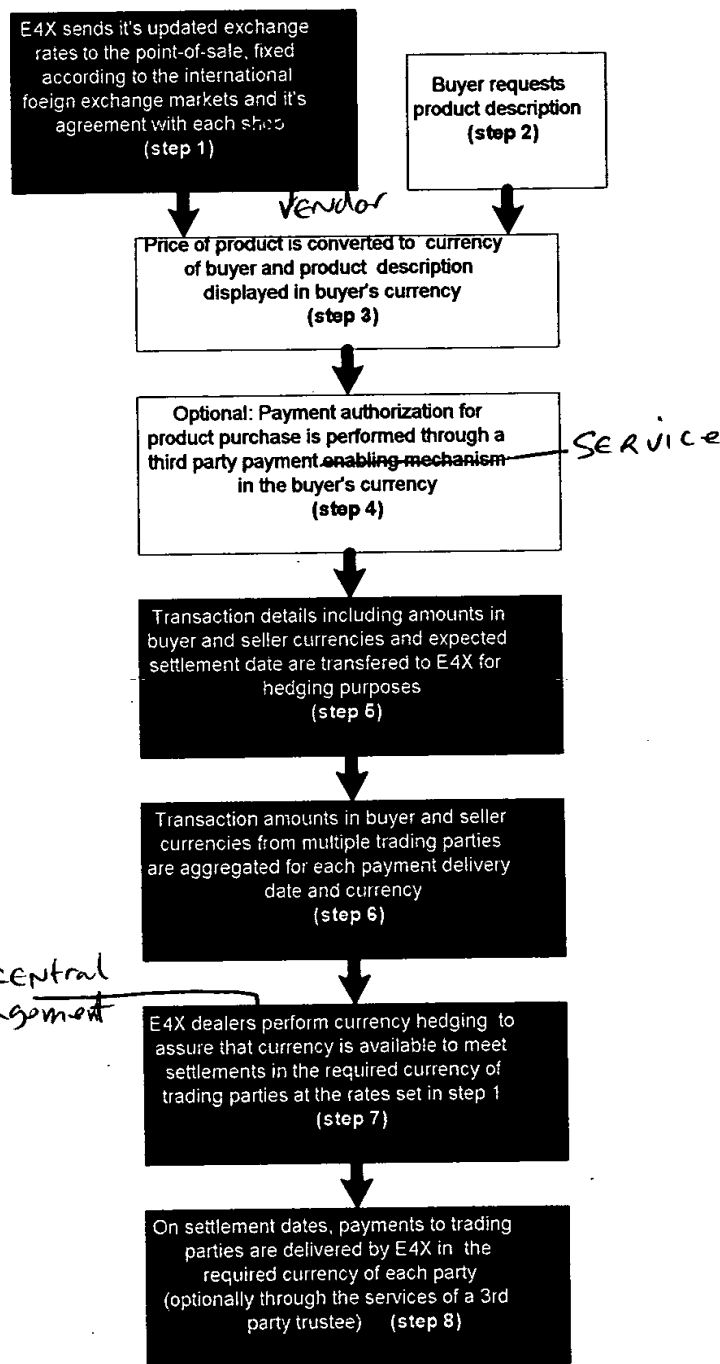 E4X sends it's updated exchange
rates to the point-of-sale, fixed
according to the international
foeign exchange markets and it's
agreement with each shop
(step 1)
Buyer requests
product description
(step 2)
Vendor
Price of product is converted to currency
of buyer and product description
displayed in buyer's currency
(step 3)
Optional: Payment authorization for
product purchase is performed through a
third party payment enabling mechanism
in the buyer's currency
(step 4)
SERVICE
Transaction details including amounts in
buyer and seller currencies and expected
settlement date are transfered to E4X for
hedging purposes
(step 5)
Transaction amounts in buyer and seller
currencies from multiple trading parties
are aggregated for each payment delivery
date and currency
(step 6)
central
agement
E4X dealers perform currency hedging to
assure that currency is available to meet
settlements in the required currency of
trading parties at the rates set in step 1
(step 7)
On settlement dates, payments to trading
parties are delivered by E4X in the
required currency of each party
(optionally through the services of a 3rd
party trustee) (step 8)